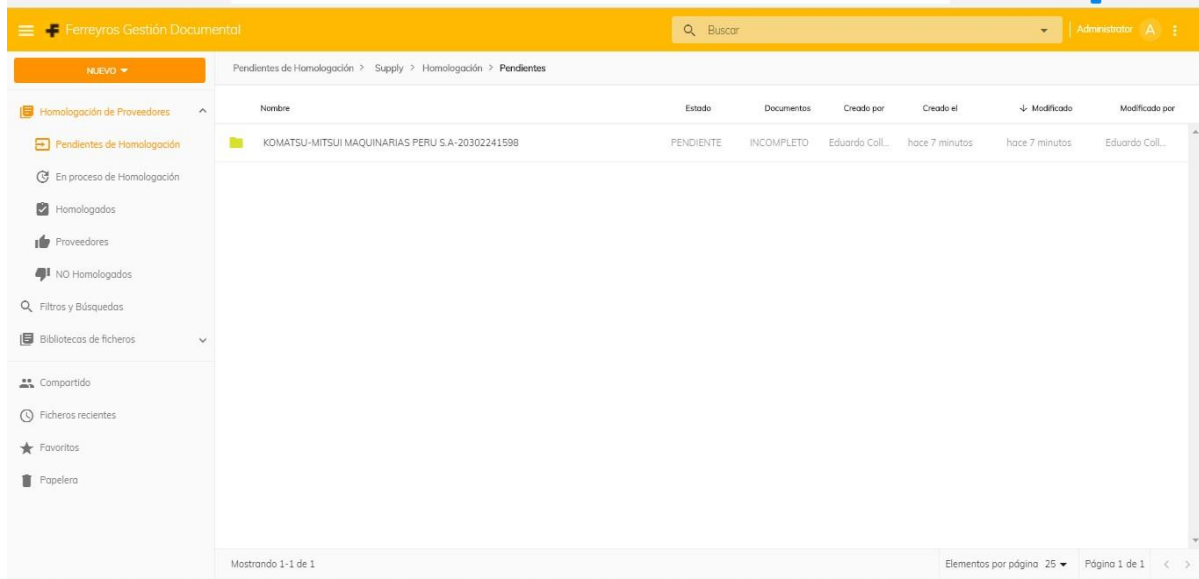 Ferreyros Gestión Documental
Buscar
Administrator A
NUEVO
Pendientes de Homologación > Supply > Homologación > Pendientes
Homologación de Proveedores
Pendientes de Homologación
En proceso de Homologación
Homologados
Proveedores
NO Homologados
Filtros y Búsquedas
Bibliotecas de ficheros
Compartido
Ficheros recientes
Favoritos
Papelera
Nombre Estado Documentos Creado por Creado el Modificado Modificado por
KOMATSU-MITSUI MAQUINARIAS PERU S.A-20302241598 PENDIENTE INCOMPLETO Eduardo Coll... hace 7 minutos hace 7 minutos Eduardo Coll...
Mostrando 1-1 de 1 Elementos por página 25 Página 1 de 1 < >